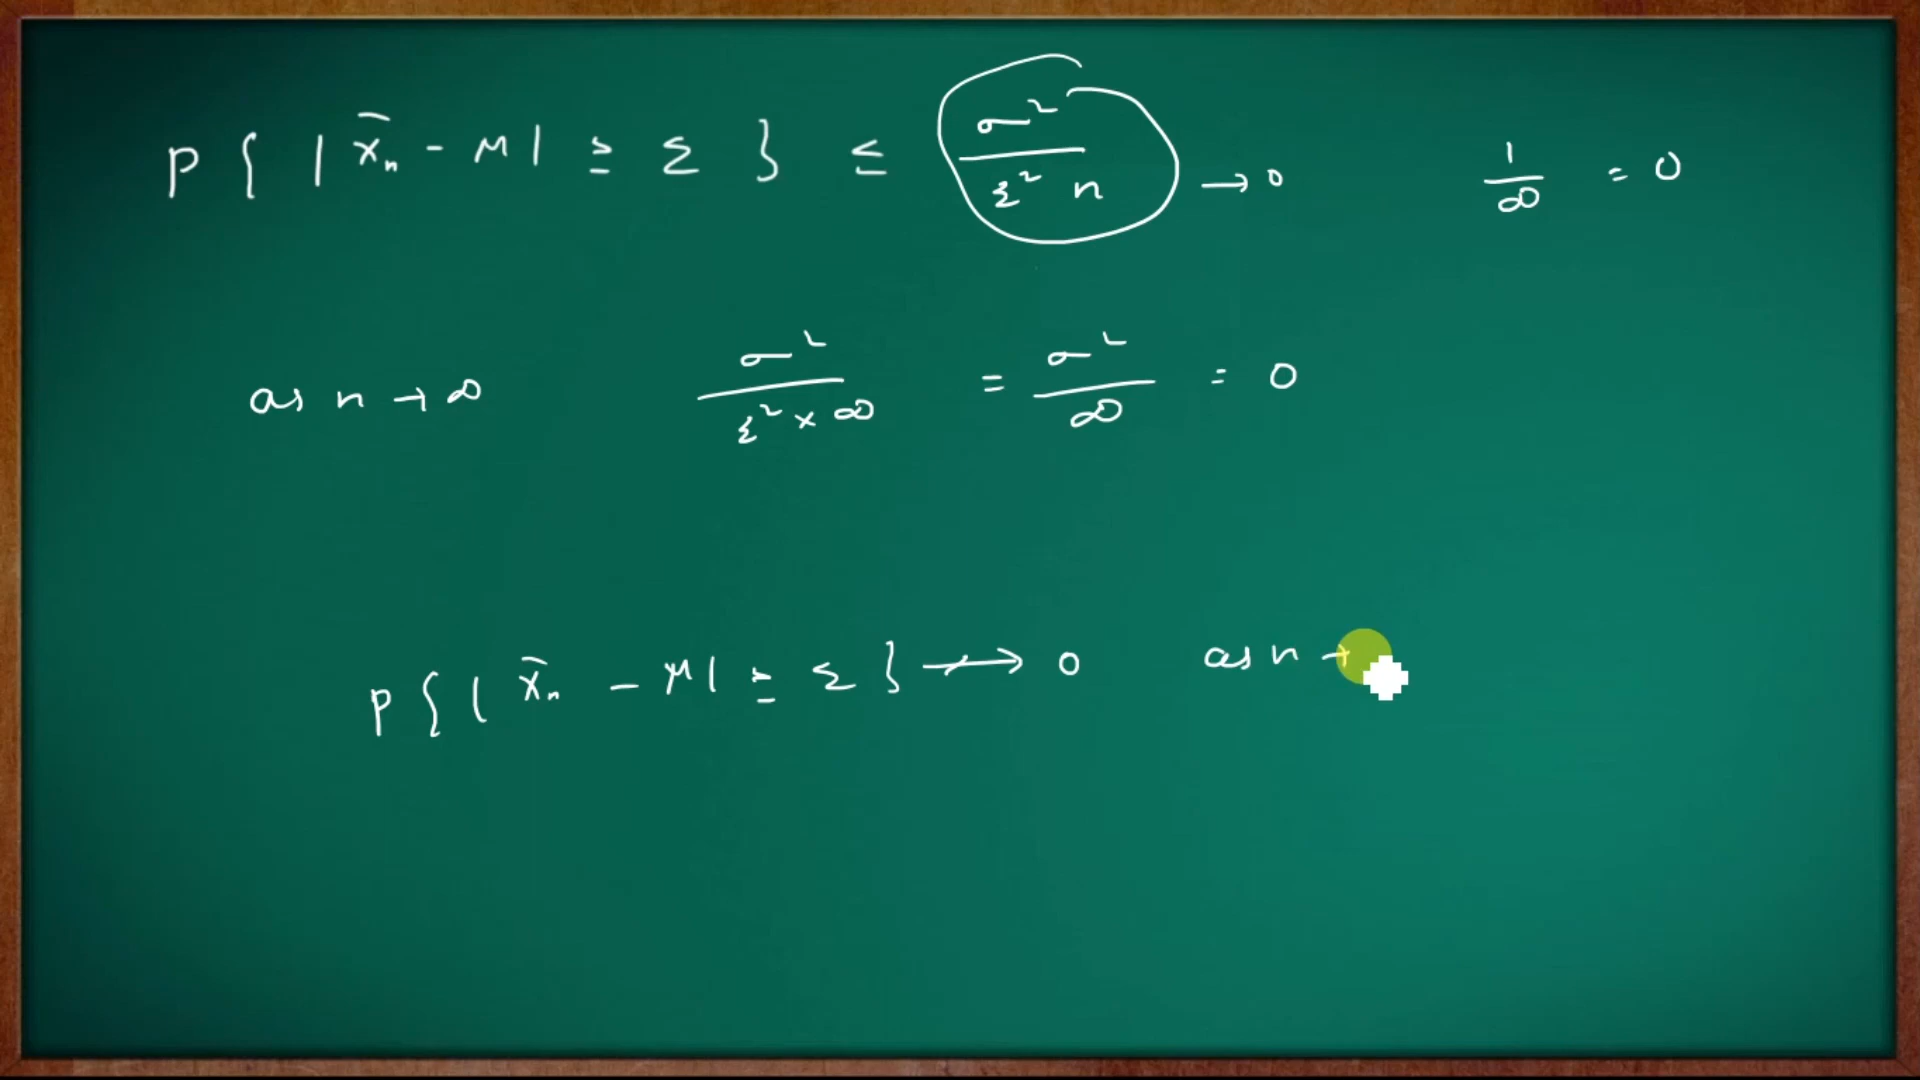 P { | x̄ₙ - μ | ≥ ε } ≤ σ² / ε² n → 0 1/∞ = 0
as n → ∞ σ² / ε² × ∞ = σ² / ∞ = 0
P { | x̄ₙ - μ | ≥ ε } → 0 as n →